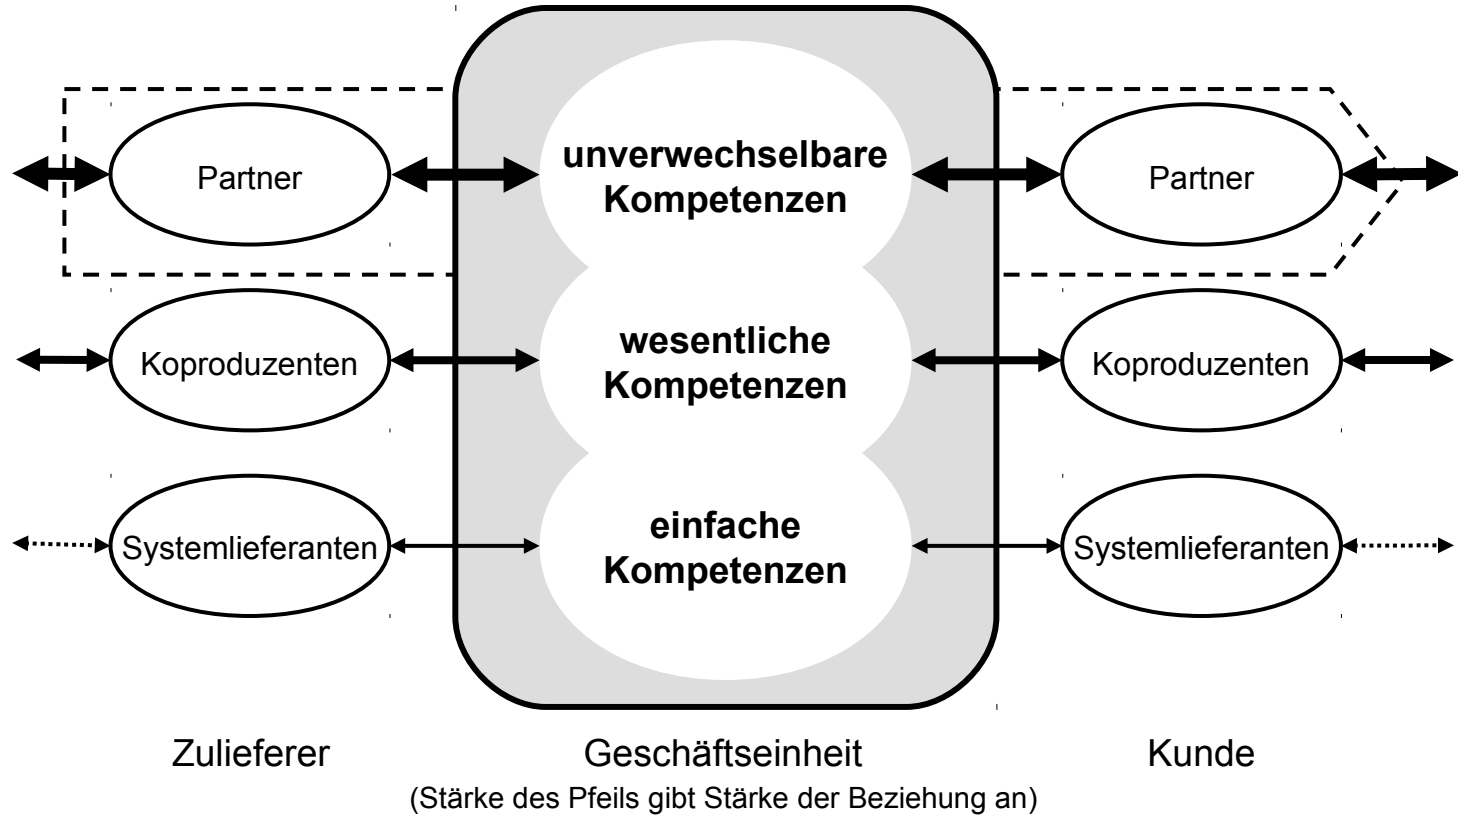 unverwechselbare
Kompetenzen
Partner
Partner
wesentliche
Kompetenzen
Koproduzenten
Koproduzenten
einfache
Kompetenzen
Systemlieferanten
Systemlieferanten
Zulieferer
Geschäftseinheit
Kunde
(Stärke des Pfeils gibt Stärke der Beziehung an)